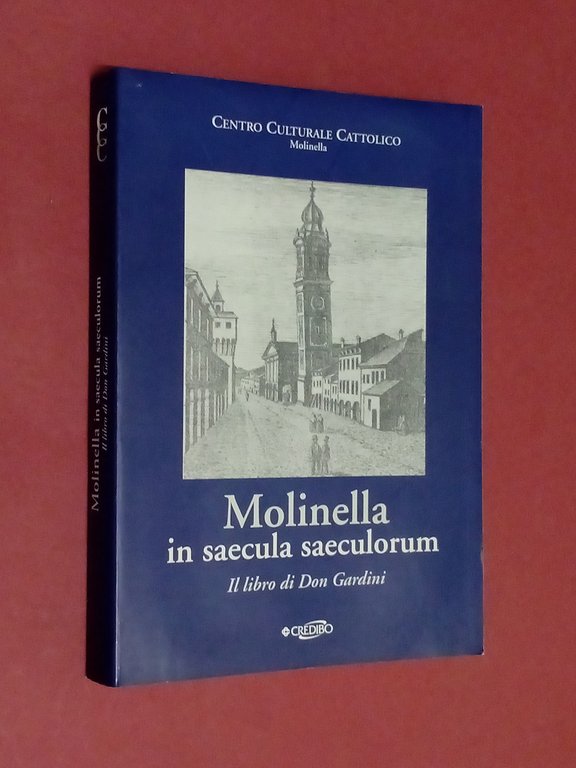 CENTRO CULTURALE CATTOLICO
Molinella
Molinella
in saecula saeculorum
Il libro di Don Gardini
CREDIBO
Molinella in saecula saeculorum
Il libro di Don Gardini